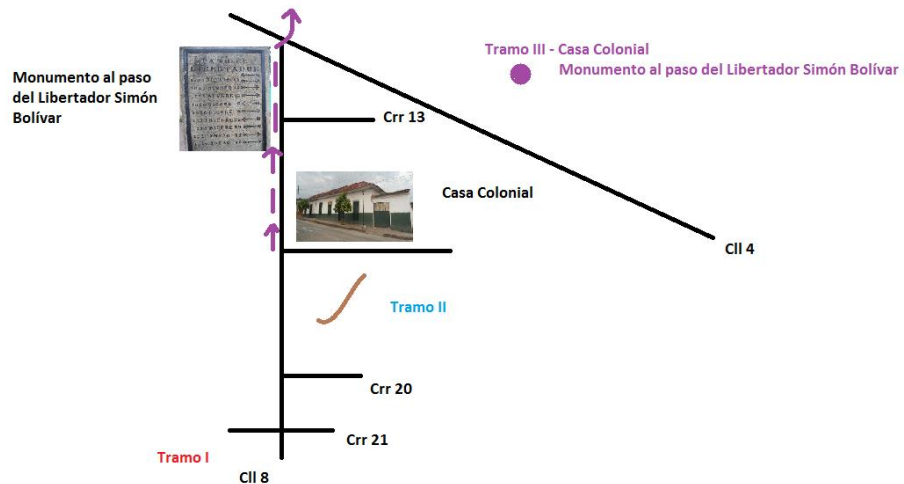 Tramo III - Casa Colonial
Monumento al paso del Libertador Simón Bolívar
Monumento al paso
del Libertador Simón
Bolívar
Crr 13
Casa Colonial
Cll 4
Tramo II
Crr 20
Crr 21
Tramo I
Cll 8